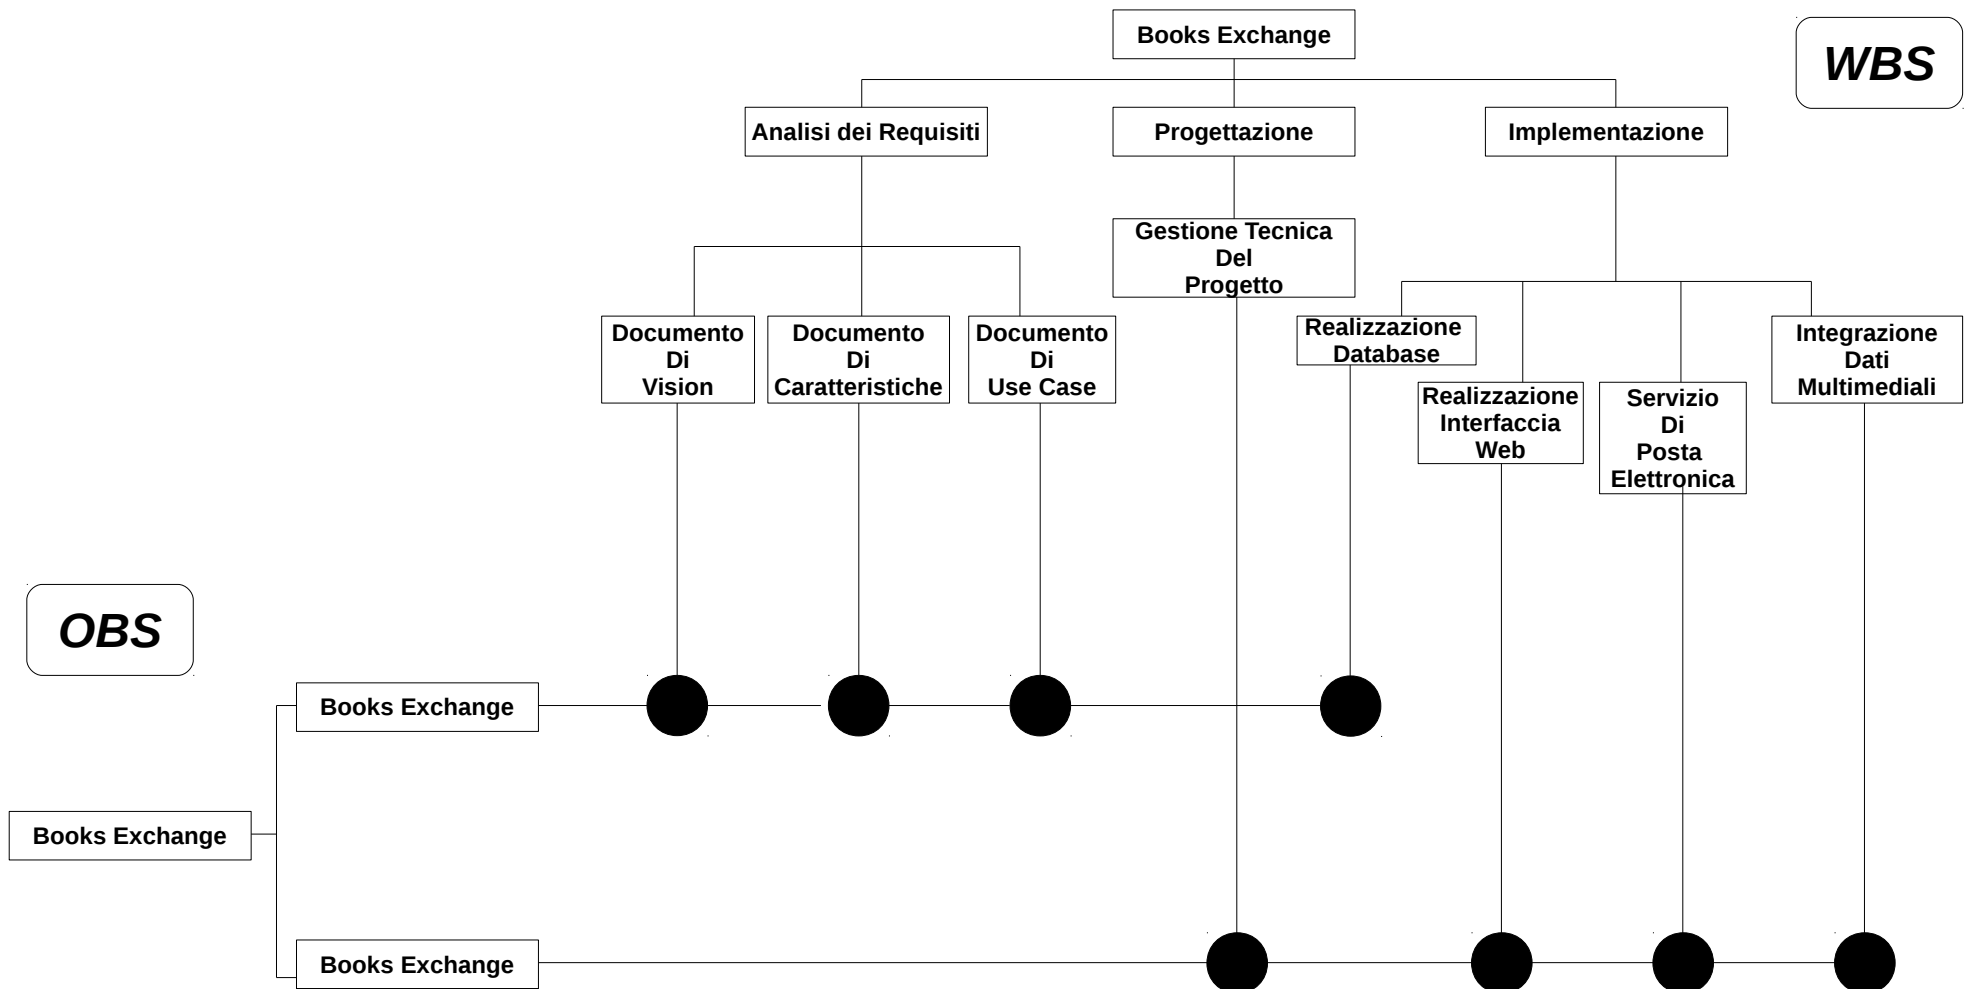 Books Exchange
WBS
Analisi dei Requisiti
Progettazione
Implementazione
Gestione Tecnica
Del
Progetto
Documento
Di
Vision
Documento
Di
Caratteristiche
Documento
Di
Use Case
Realizzazione
Database
Realizzazione
Interfaccia
Web
Servizio
Di
Posta
Elettronica
Integrazione
Dati
Multimediali
OBS
Books Exchange
Books Exchange
Books Exchange